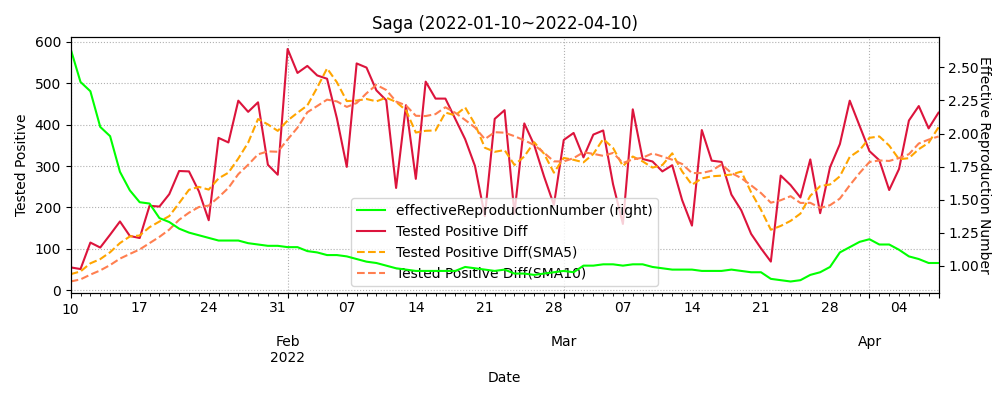 Saga (2022-01-10~2022-04-10)
Tested Positive
600
500
400
300
200
100
0
2.50
2.25
2.00
1.75
1.50
1.25
1.00
Effective Reproduction Number
effectiveReproductionNumber (right)
Tested Positive Diff
Tested Positive Diff(SMA5)
Tested Positive Diff(SMA10)
10 17 24 31 07 14 21 28 07 14 21 28 04
Feb Mar Apr
2022
Date